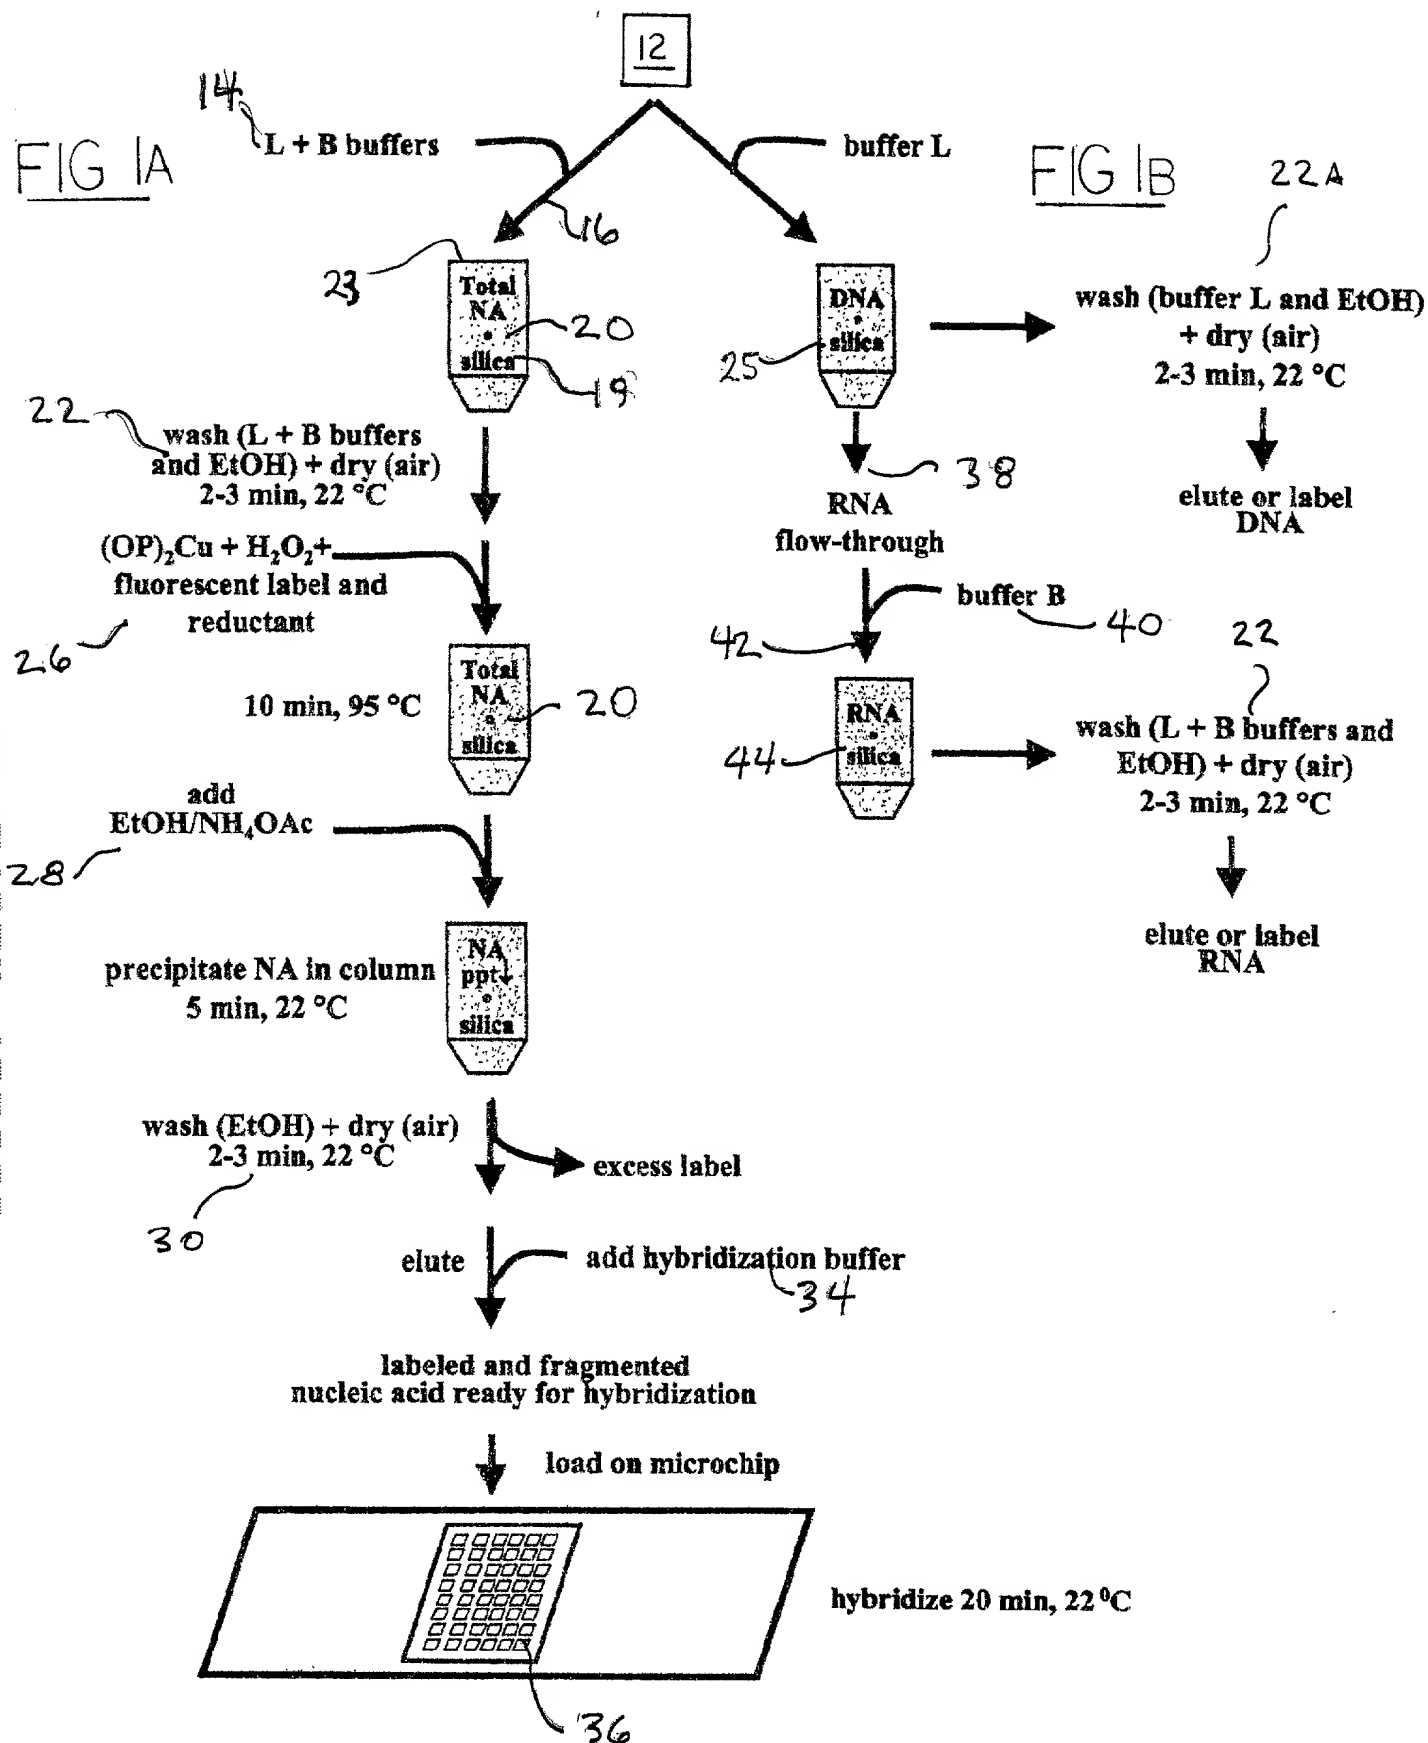 12
14
L + B buffers
buffer L
FIG 1A
FIG 1B
22A
16
23
Total
NA
silica
20
19
DNA
silica
25
wash (buffer L and EtOH)
+ dry (air)
2-3 min, 22 °C
22
wash (L + B buffers
and EtOH) + dry (air)
2-3 min, 22 °C
38
RNA
flow-through
elute or label
DNA
(OP)₂Cu + H₂O₂+
fluorescent label and
reductant
26
buffer B
40
42
22
10 min, 95 °C
Total
NA
silica
20
RNA
silica
44
wash (L + B buffers and
EtOH) + dry (air)
2-3 min, 22 °C
add
EtOH/NH₄OAc
28
elute or label
RNA
precipitate NA in column
5 min, 22 °C
NA
ppt↓
silica
wash (EtOH) + dry (air)
2-3 min, 22 °C
30
excess label
elute
add hybridization buffer
34
labeled and fragmented
nucleic acid ready for hybridization
load on microchip
hybridize 20 min, 22 ⁰C
36